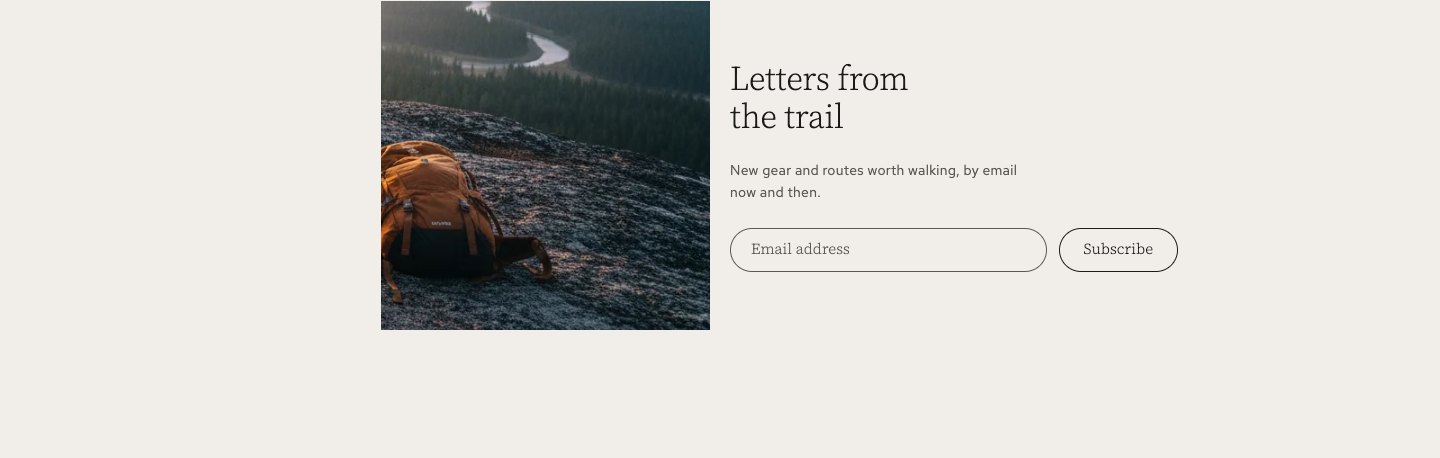 Letters from
the trail
New gear and routes worth walking, by email
now and then.
Email address
Subscribe